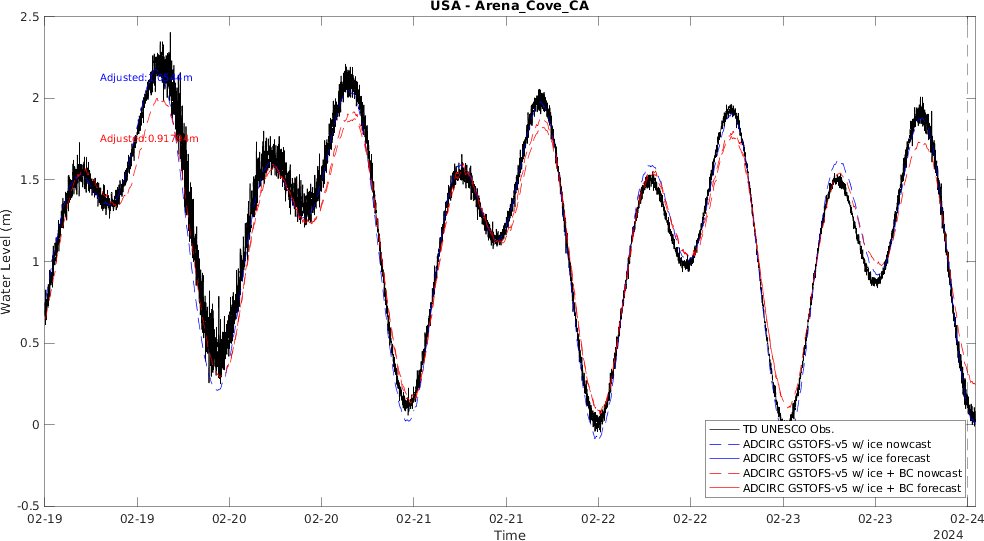 USA - Arena_Cove_CA
2.5
2
1.5
1
0.5
0
-0.5
Water Level (m)
Adjusted:
Adjusted:0.917
TD UNESCO Obs.
ADCIRC GSTOFS-v5 w/ ice nowcast
ADCIRC GSTOFS-v5 w/ ice forecast
ADCIRC GSTOFS-v5 w/ ice + BC nowcast
ADCIRC GSTOFS-v5 w/ ice + BC forecast
02-19 02-19 02-20 02-20 02-21 02-21 02-22 02-22 02-23 02-23 02-24
Time
2024